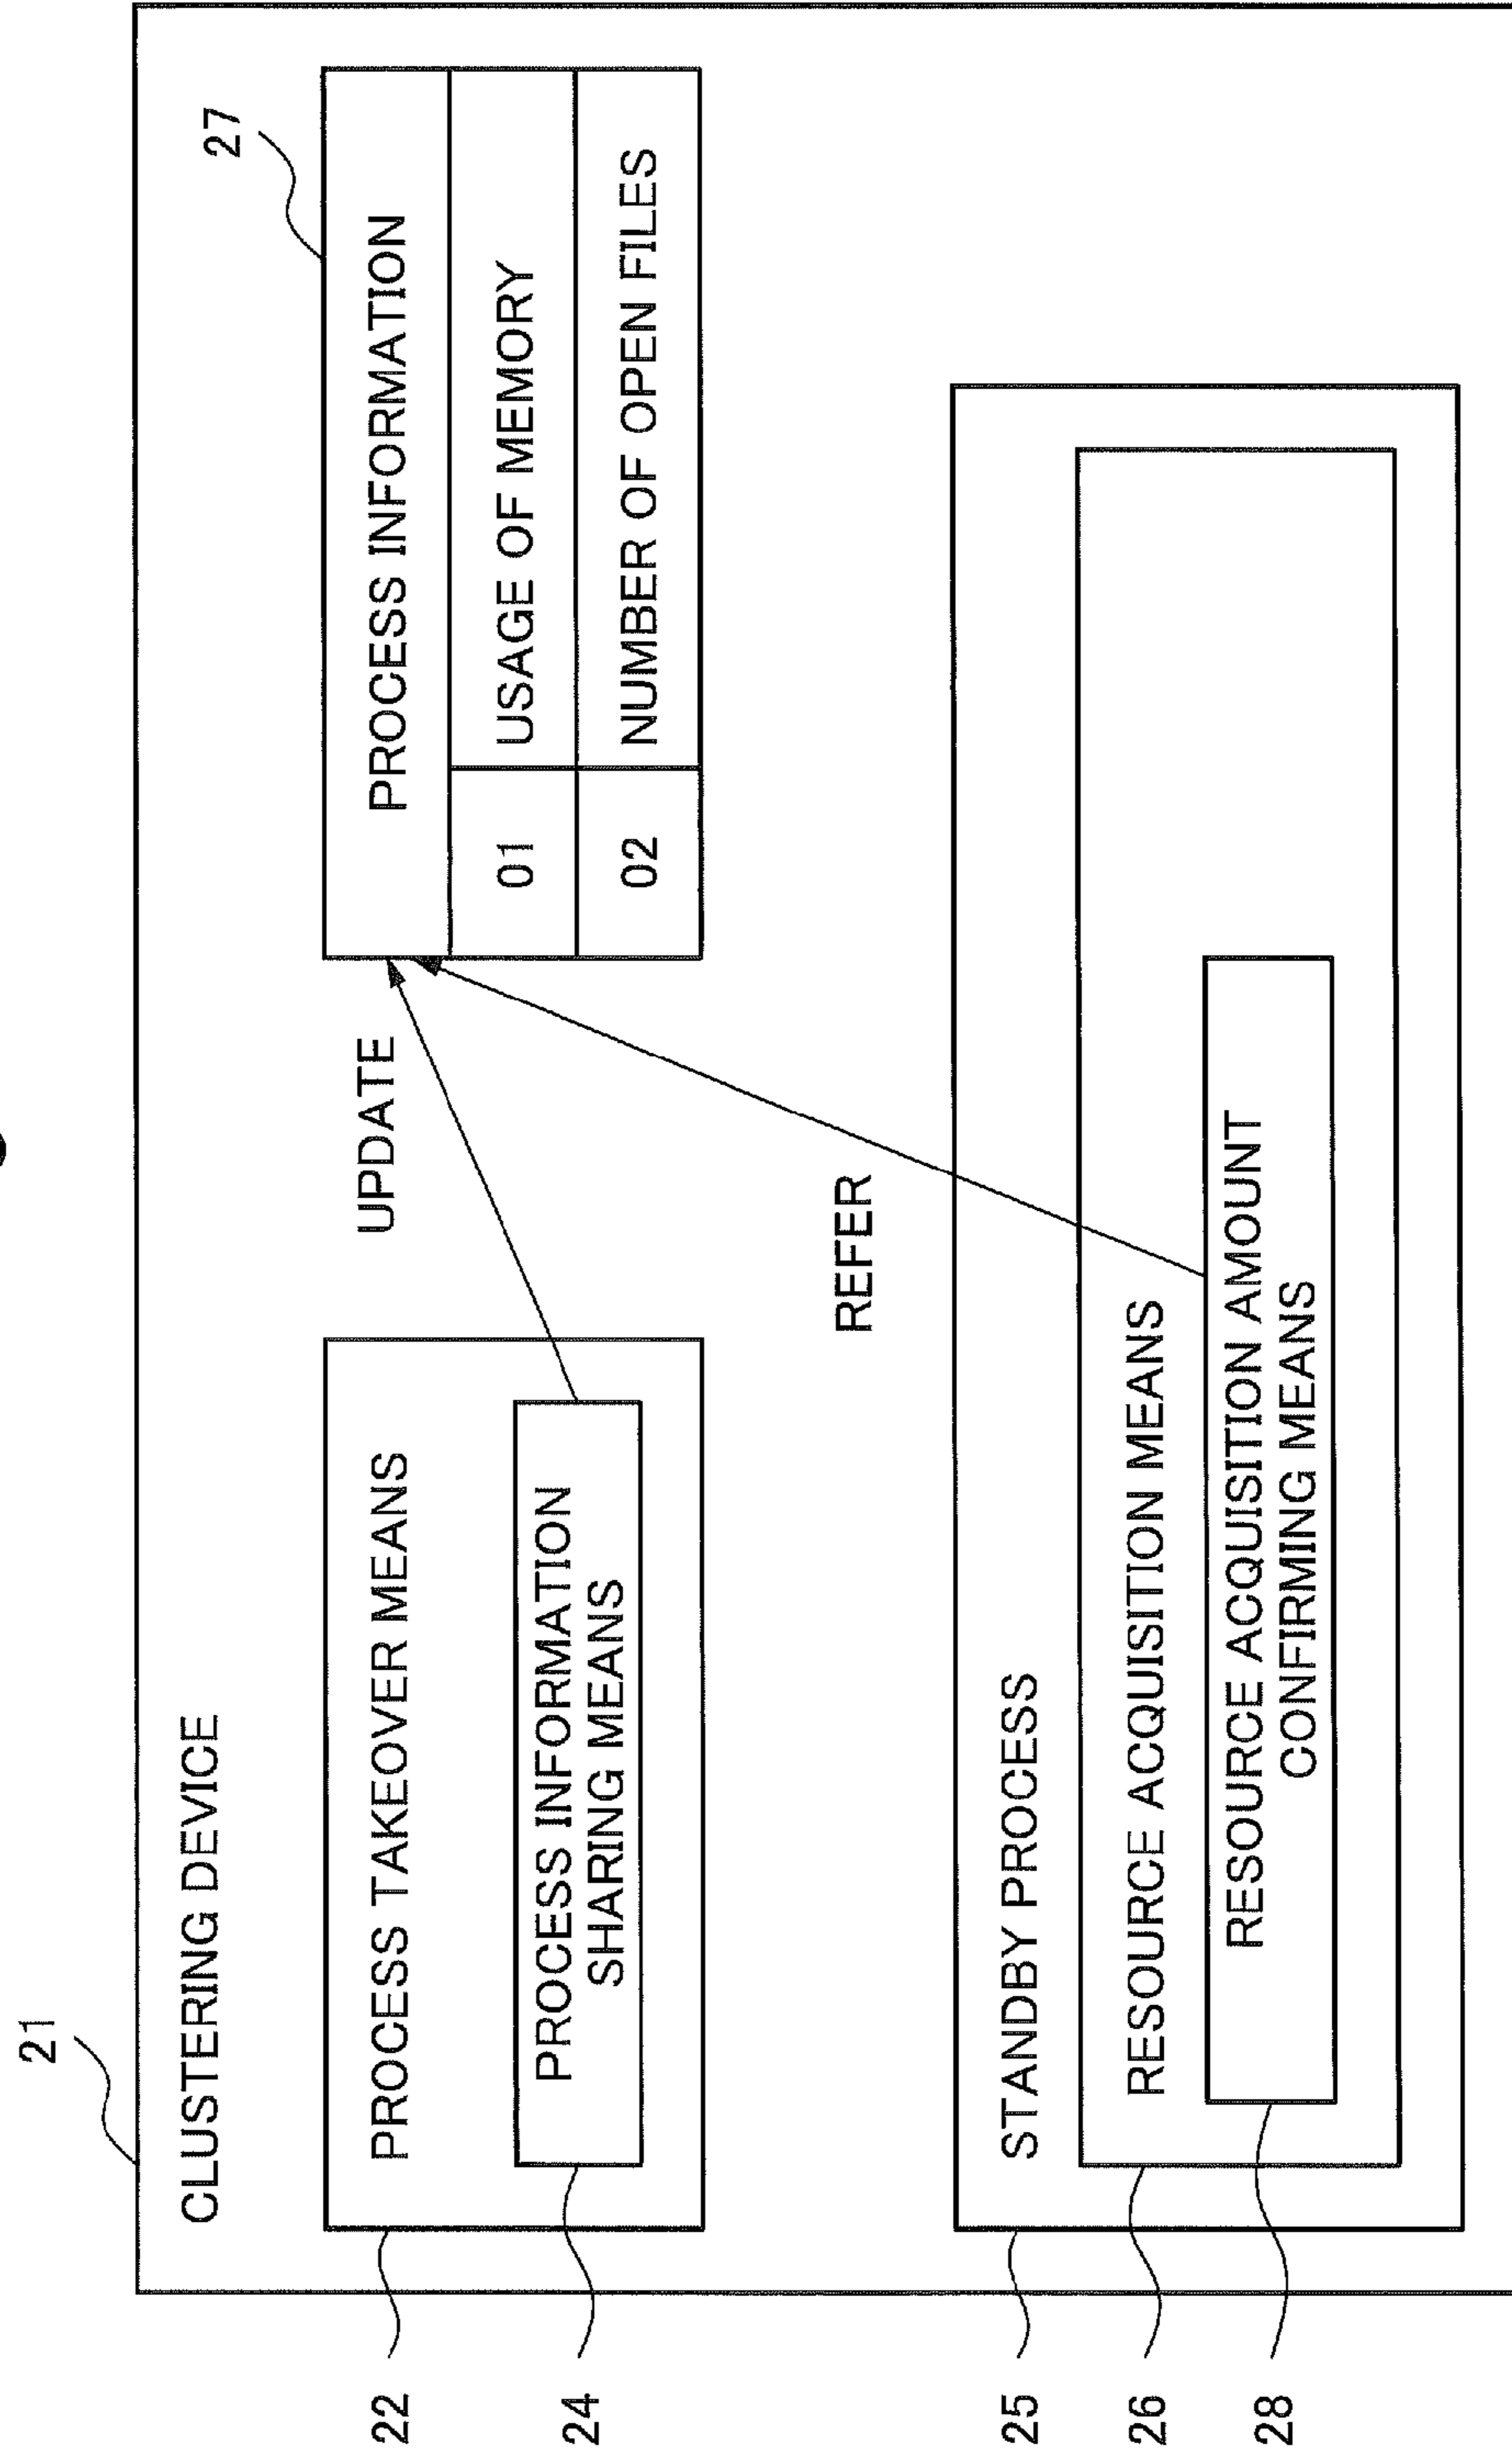 21
CLUSTERING DEVICE
27
22
PROCESS TAKEOVER MEANS
24
PROCESS INFORMATION
SHARING MEANS
UPDATE
PROCESS INFORMATION
01 USAGE OF MEMORY
02 NUMBER OF OPEN FILES
REFER
25
STANDBY PROCESS
26
RESOURCE ACQUISITION MEANS
28
RESOURCE ACQUISITION AMOUNT
CONFIRMING MEANS